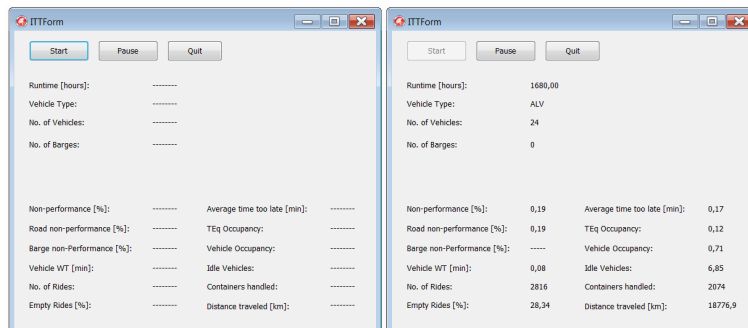 ITTForm
Start Pause Quit
Runtime [hours]: --------
Vehicle Type: --------
No. of Vehicles: --------
No. of Barges: --------
Non-performance [%]: -------- Average time too late [min]: --------
Road non-performance [%]: -------- TEq Occupancy: --------
Barge non-Performance [%]: -------- Vehicle Occupancy: --------
Vehicle WT [min]: -------- Idle Vehicles: --------
No. of Rides: -------- Containers handled: --------
Empty Rides [%]: -------- Distance traveled [km]: --------
ITTForm
Start Pause Quit
Runtime [hours]: 1680,00
Vehicle Type: ALV
No. of Vehicles: 24
No. of Barges: 0
Non-performance [%]: 0,19 Average time too late [min]: 0,17
Road non-performance [%]: 0,19 TEq Occupancy: 0,12
Barge non-Performance [%]: ----- Vehicle Occupancy: 0,71
Vehicle WT [min]: 0,08 Idle Vehicles: 6,85
No. of Rides: 2816 Containers handled: 2074
Empty Rides [%]: 28,34 Distance traveled [km]: 18776,9